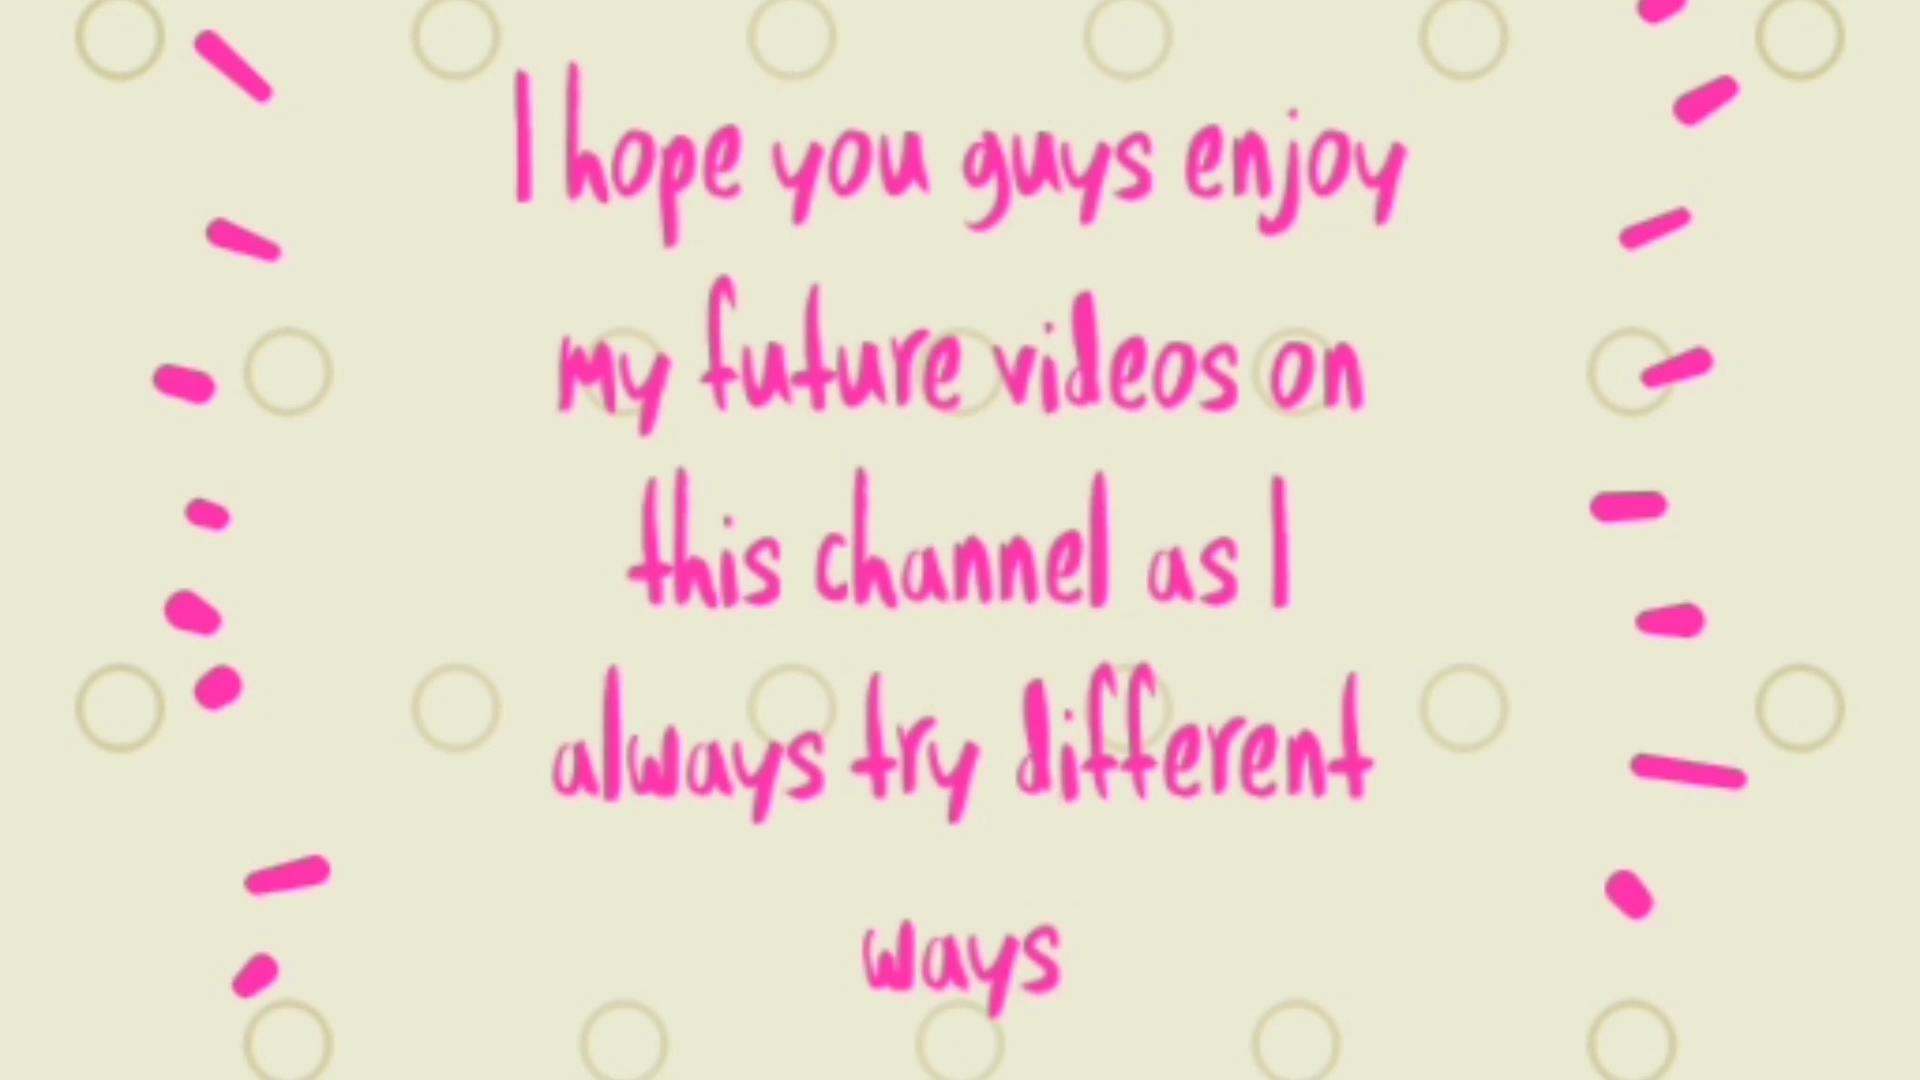 I hope you guys enjoy
my future videos on
this channel as I
always try different
ways